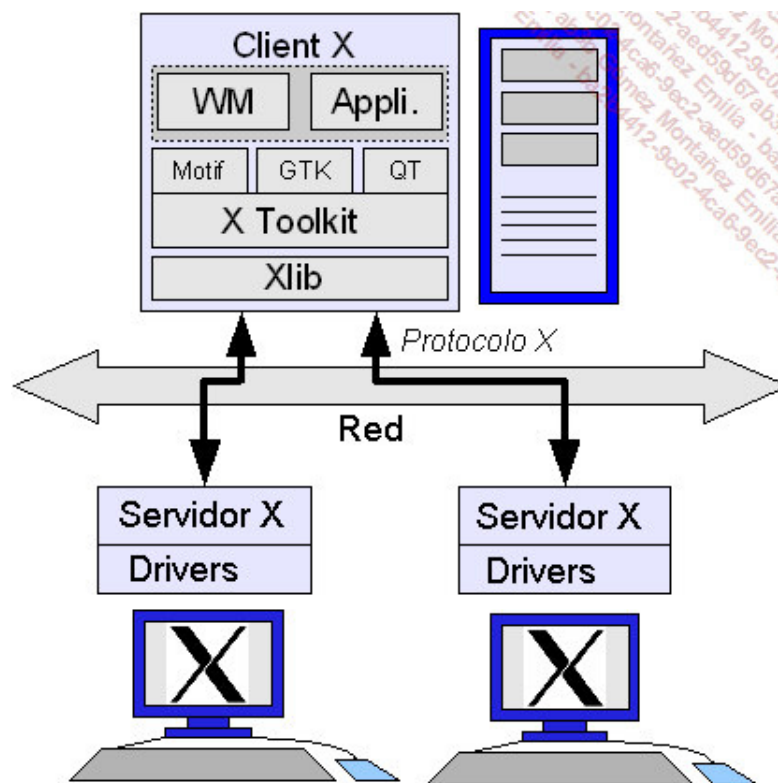 Client X
WM
Appli.
Motif
GTK
QT
X Toolkit
Xlib
Protocolo X
Red
Servidor X
Drivers
Servidor X
Drivers
X
X